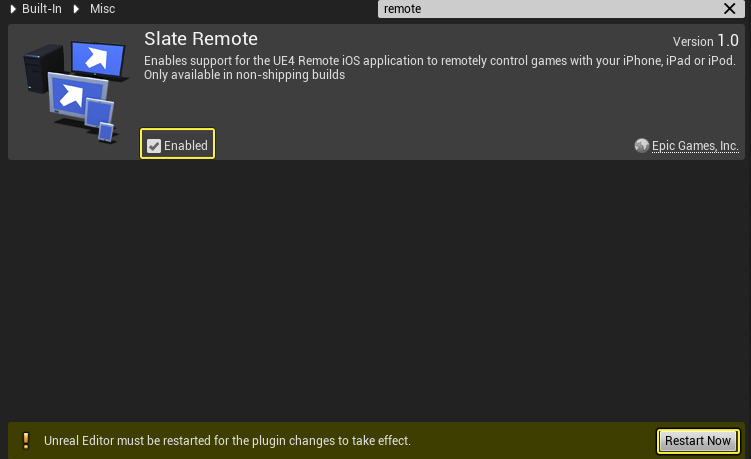 Built-In Misc
remote
Slate Remote
Version 1.0
Enables support for the UE4 Remote iOS application to remotely control games with your iPhone, iPad or iPod.
Only available in non-shipping builds
Enabled
Epic Games, Inc.
Unreal Editor must be restarted for the plugin changes to take effect.
Restart Now